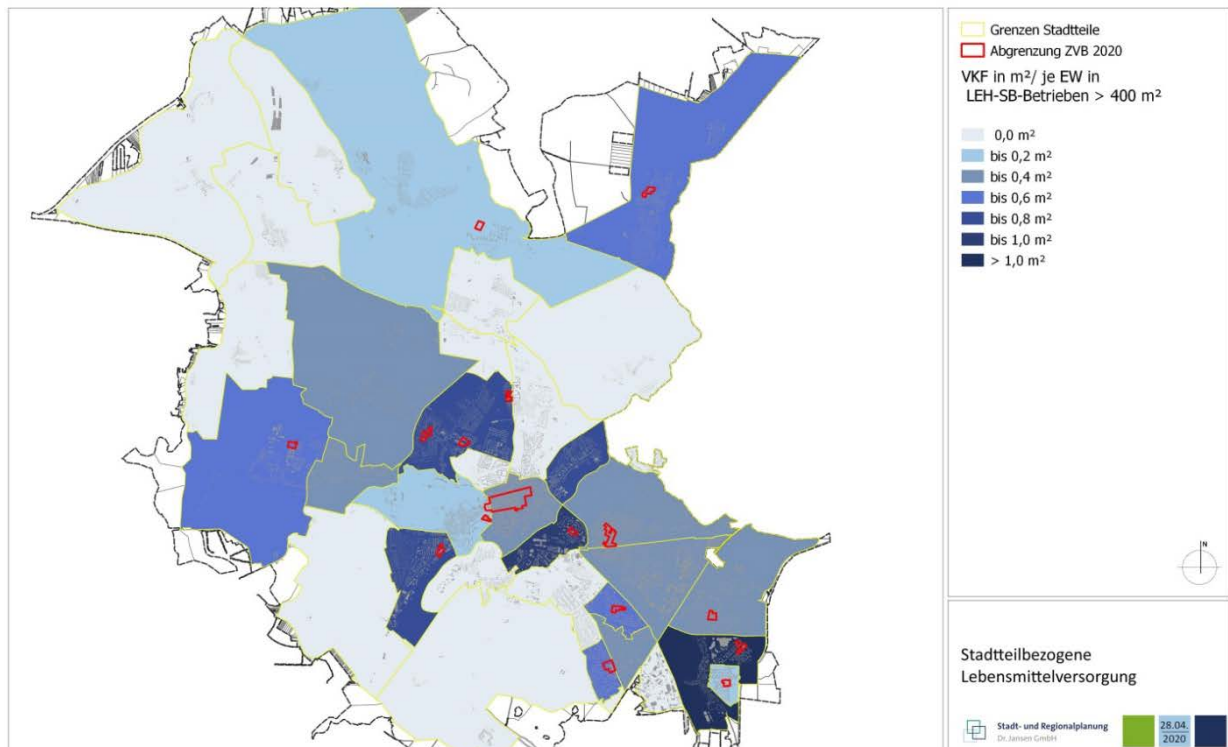 Grenzen Stadtteile
Abgrenzung ZVB 2020
VKF in m²/ je EW in
LEH-SB-Betrieben > 400 m²
0,0 m²
bis 0,2 m²
bis 0,4 m²
bis 0,6 m²
bis 0,8 m²
bis 1,0 m²
> 1,0 m²
N
Stadtteilbezogene
Lebensmittelversorgung
Stadt- und Regionalplanung
Dr. Jansen GmbH
28.04.
2020